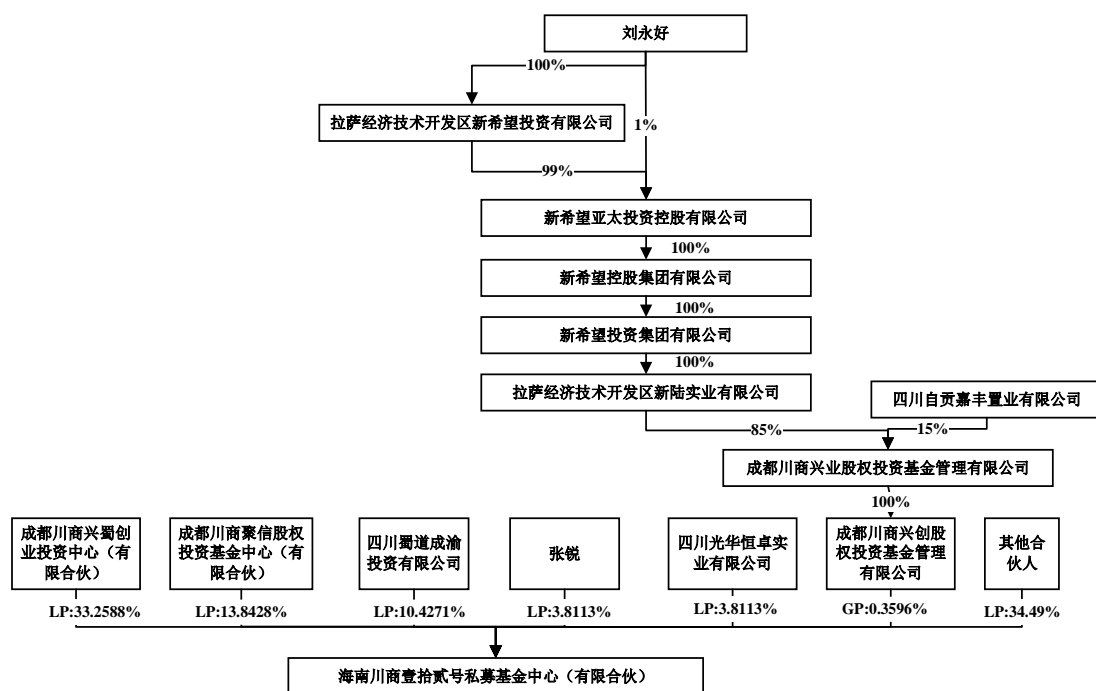 刘永好
100%
拉萨经济技术开发区新希望投资有限公司
1%
99%
新希望亚太投资控股有限公司
100%
新希望控股集团有限公司
100%
新希望投资集团有限公司
100%
拉萨经济技术开发区新陆实业有限公司
四川自贡嘉丰置业有限公司
85%
15%
成都川商兴业股权投资基金管理有限公司
100%
成都川商兴蜀创
业投资中心（有
限合伙）
成都川商聚信股权
投资基金中心（有
限合伙）
四川蜀道成渝
投资有限公司
张锐
四川光华恒卓实
业有限公司
成都川商兴创股
权投资基金管理
有限公司
其他合
伙人
LP:33.2588%
LP:13.8428%
LP:10.4271%
LP:3.8113%
LP:3.8113%
GP:0.3596%
LP:34.49%
海南川商壹拾贰号私募基金中心（有限合伙）